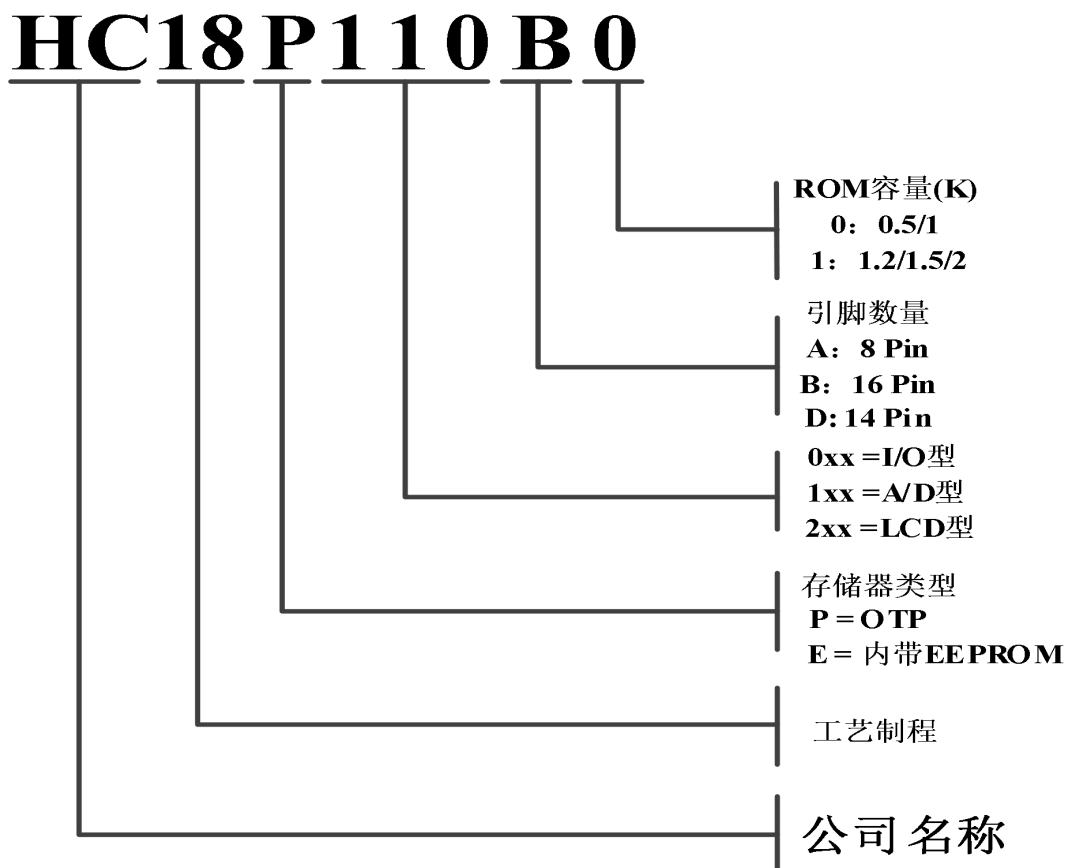 HC18P110B0
ROM容量(K)
0：0.5/1
1：1.2/1.5/2
引脚数量
A：8 Pin
B：16 Pin
D: 14 Pin
0xx =I/O型
1xx =A/D型
2xx =LCD型
存储器类型
P = OTP
E = 内带EEPROM
工艺制程
公司名称